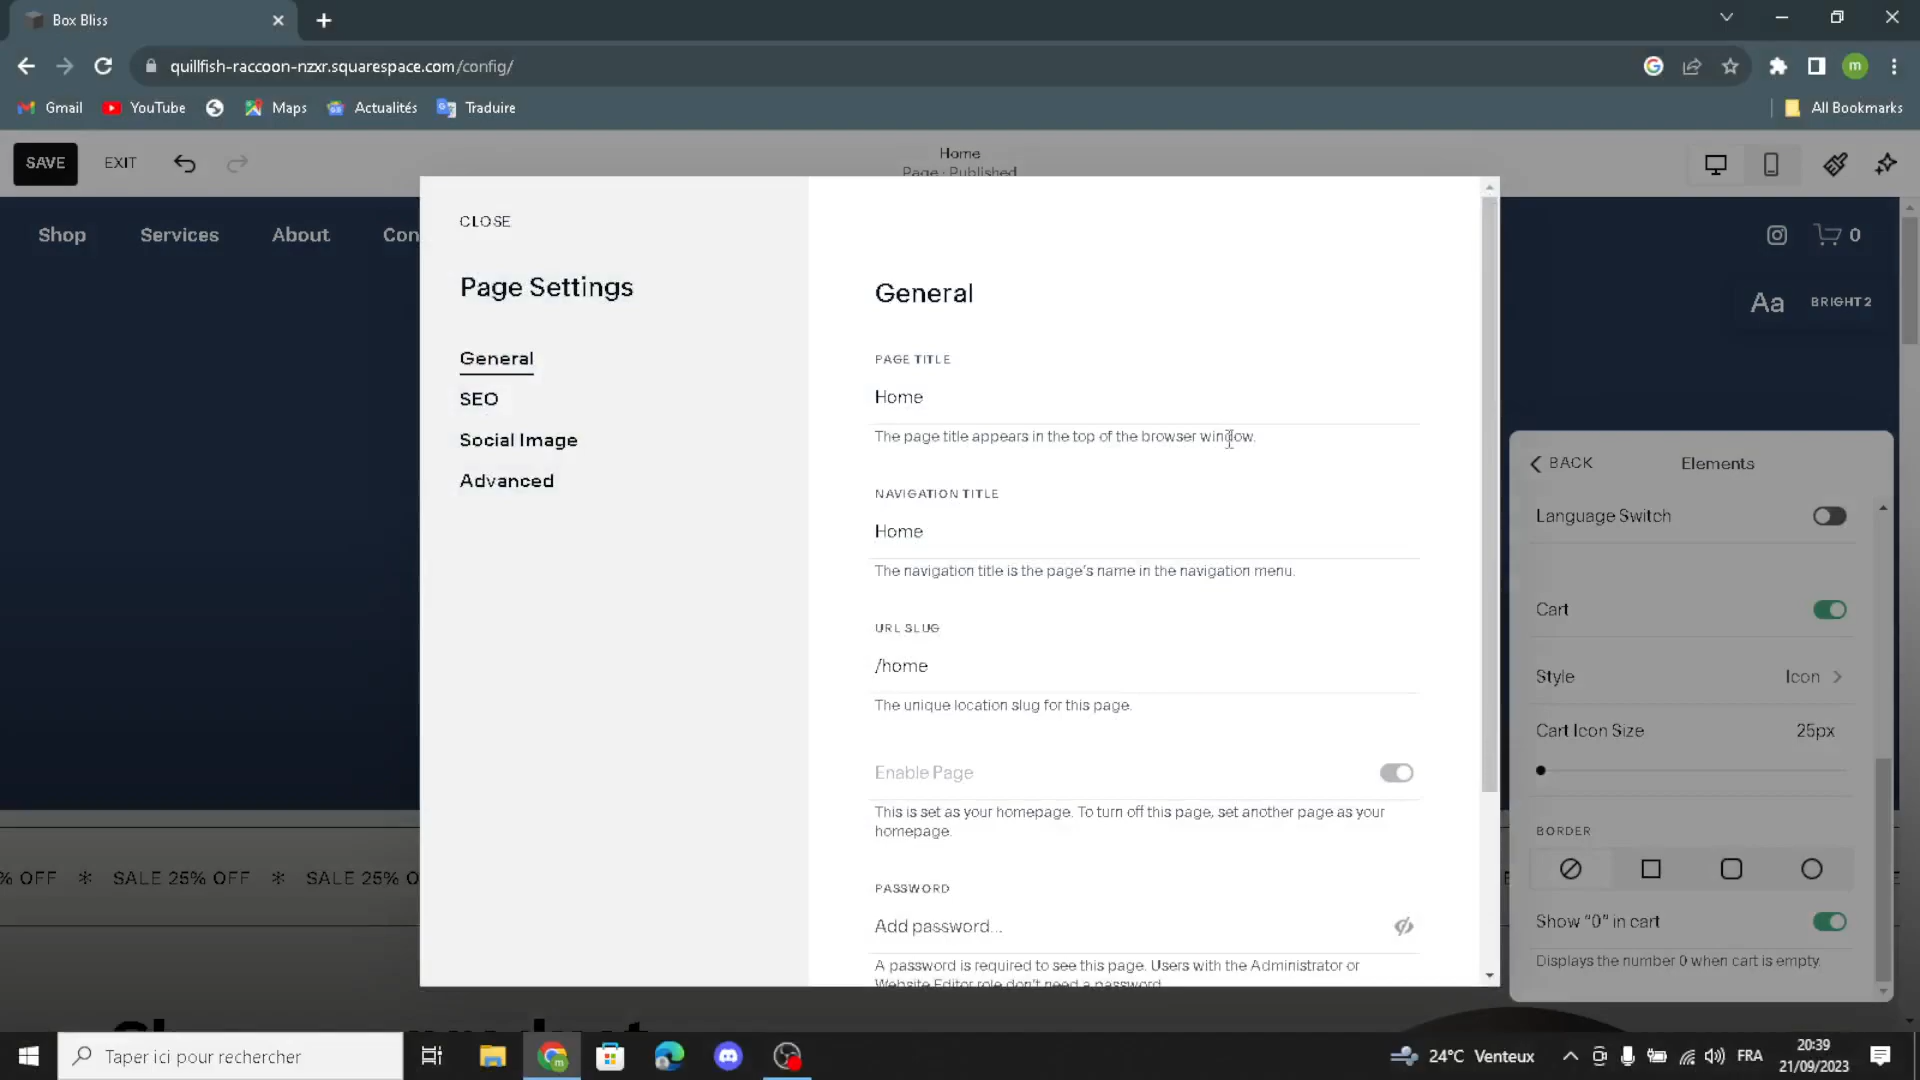 Box Bliss
quillfish-raccoon-nzxr.squarespace.com/config/
m
Gmail
YouTube
Maps
Actualités
Traduire
All Bookmarks
SAVE
EXIT
Home
Page · Published
Shop
Services
About
Con
0
Aa
BRIGHT 2
CLOSE
Page Settings
General
SEO
Social Image
Advanced
General
PAGE TITLE
Home
The page title appears in the top of the browser window.
NAVIGATION TITLE
Home
The navigation title is the page's name in the navigation menu.
URL SLUG
/home
The unique location slug for this page.
Enable Page
This is set as your homepage. To turn off this page, set another page as your
homepage.
PASSWORD
Add password...
A password is required to see this page. Users with the Administrator or
Website Editor role don't need a password.
BACK
Elements
Language Switch
Cart
Style
Icon
Cart Icon Size
25px
BORDER
Show "0" in cart
Displays the number 0 when cart is empty.
% OFF * SALE 25% OFF * SALE 25% O
Taper ici pour rechercher
24°C Venteux
FRA
20:39
21/09/2023